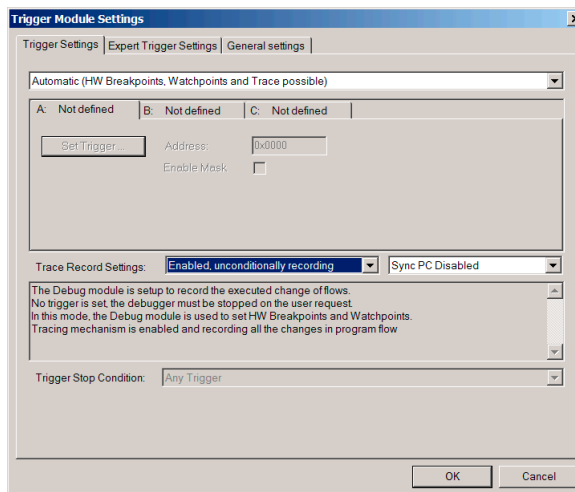 Trigger Module Settings
Trigger Settings
Expert Trigger Settings
General settings
Automatic (HW Breakpoints, Watchpoints and Trace possible)
A: Not defined
B: Not defined
C: Not defined
Set Trigger ...
Address:
0x0000
Enable Mask
Trace Record Settings:
Enabled, unconditionally recording
Sync PC Disabled
The Debug module is setup to record the executed change of flows.
No trigger is set, the debugger must be stopped on the user request.
In this mode, the Debug module is used to set HW Breakpoints and Watchpoints.
Tracing mechanism is enabled and recording all the changes in program flow
Trigger Stop Condition:
Any Trigger
OK
Cancel